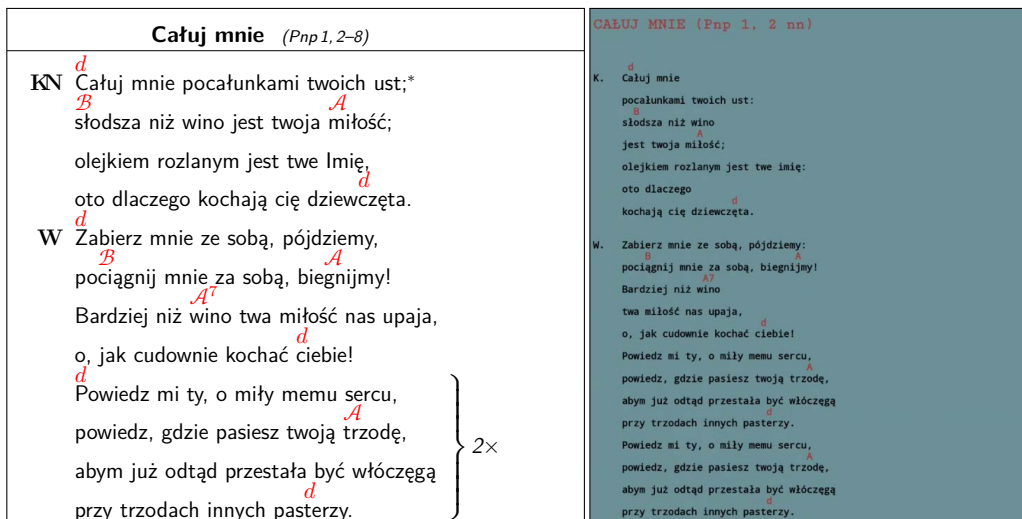 Całuj mnie (Pnp 1, 2–8)
d
KN Całuj mnie pocałunkami twoich ust;*
B A
słodsza niż wino jest twoja miłość;
olejkiem rozlanym jest twe Imię,
d
oto dlaczego kochają cię dziewczęta.
d
W Zabierz mnie ze sobą, pójdziemy,
B A
pociągnij mnie za sobą, biegnijmy!
A7
Bardziej niż wino twa miłość nas upaja,
d
o, jak cudownie kochać ciebie!
d
Powiedz mi ty, o miły memu sercu,
A
powiedz, gdzie pasiesz twoją trzodę,
abym już odtąd przestała być włóczęgą
d
przy trzodach innych pasterzy.
2×
CAŁUJ MNIE (Pnp 1, 2 nn)
d
K. Całuj mnie
pocałunkami twoich ust:
B
słodsza niż wino
A
jest twoja miłość;
olejkiem rozlanym jest twe imię:
oto dlaczego
d
kochają cię dziewczęta.
W. Zabierz mnie ze sobą, pójdziemy:
B A
pociągnij mnie za sobą, biegnijmy!
A7
Bardziej niż wino
twa miłość nas upaja,
d
o, jak cudownie kochać ciebie!
Powiedz mi ty, o miły memu sercu,
A
powiedz, gdzie pasiesz twoją trzodę,
abym już odtąd przestała być włóczęgą
d
przy trzodach innych pasterzy.
Powiedz mi ty, o miły memu sercu,
A
powiedz, gdzie pasiesz twoją trzodę,
abym już odtąd przestała być włóczęgą
d
przy trzodach innych pasterzy.